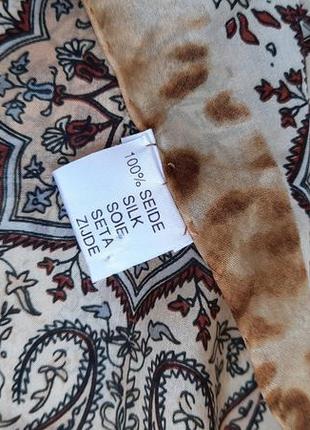 100% SEIDE
SILK
SOIE
SETA
ZIJDE